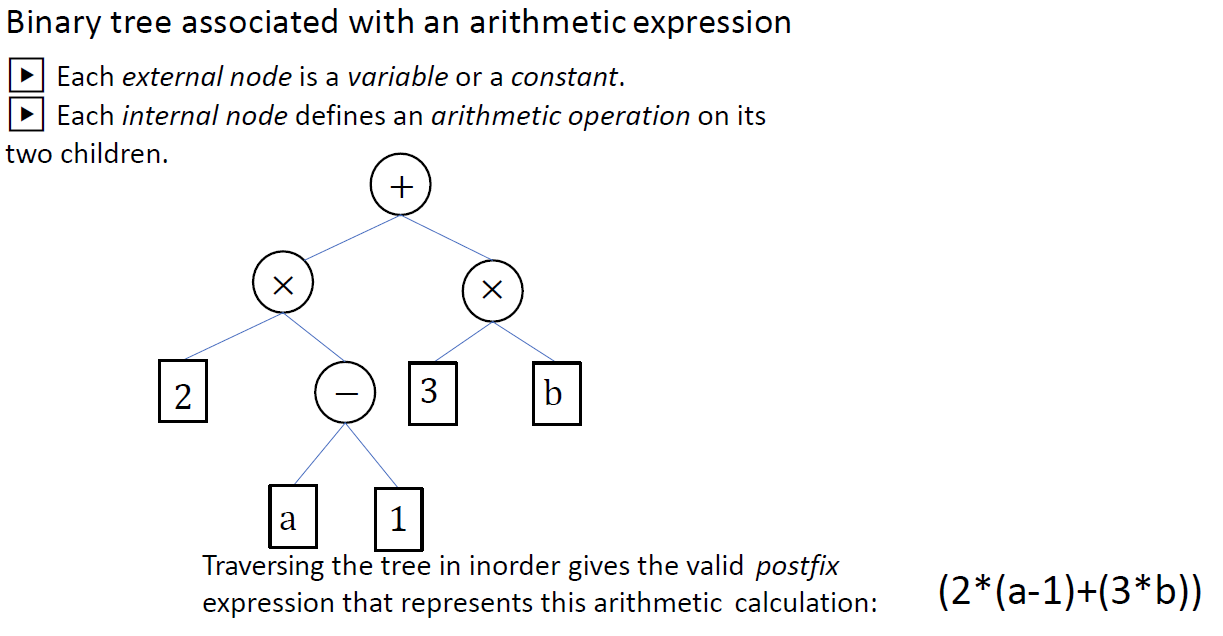 Binary tree associated with an arithmetic expression
Each external node is a variable or a constant.
Each internal node defines an arithmetic operation on its
two children.
+
× ×
2 − 3 b
a 1
Traversing the tree in inorder gives the valid postfix
expression that represents this arithmetic calculation: (2*(a-1)+(3*b))